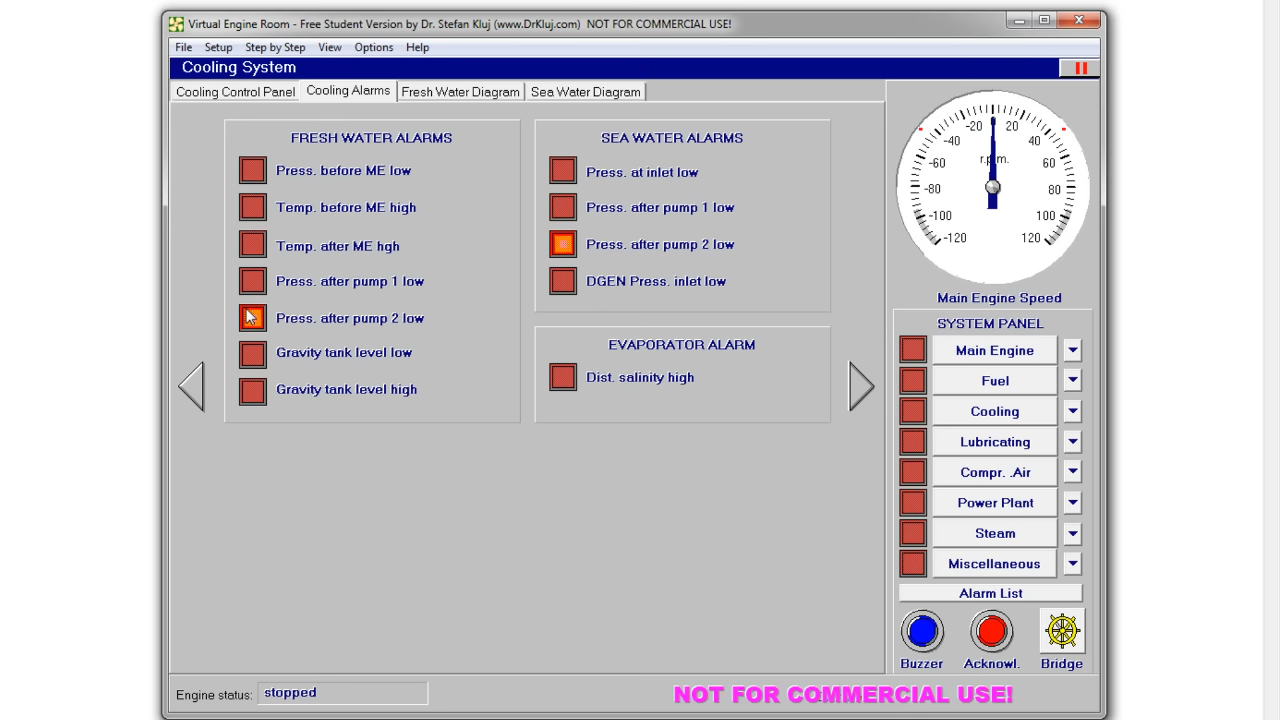 Virtual Engine Room - Free Student Version by Dr. Stefan Kluj (www.DrKluj.com) NOT FOR COMMERCIAL USE!
File Setup Step by Step View Options Help
Cooling System
Cooling Control Panel Cooling Alarms Fresh Water Diagram Sea Water Diagram
FRESH WATER ALARMS
Press. before ME low
Temp. before ME high
Temp. after ME hgh
Press. after pump 1 low
Press. after pump 2 low
Gravity tank level low
Gravity tank level high
SEA WATER ALARMS
Press. at inlet low
Press. after pump 1 low
Press. after pump 2 low
DGEN Press. inlet low
EVAPORATOR ALARM
Dist. salinity high
-20 20
-40 40
r.p.m.
-60 60
-80 80
-100 100
-120 120
Main Engine Speed
SYSTEM PANEL
Main Engine
Fuel
Cooling
Lubricating
Compr. .Air
Power Plant
Steam
Miscellaneous
Alarm List
Buzzer Acknowl. Bridge
Engine status: stopped
NOT FOR COMMERCIAL USE!